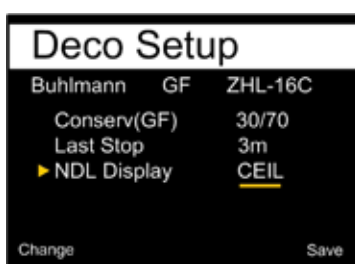 Deco Setup
Buhlmann GF ZHL-16C
Conserv(GF) 30/70
Last Stop 3m
NDL Display CEIL
Change Save